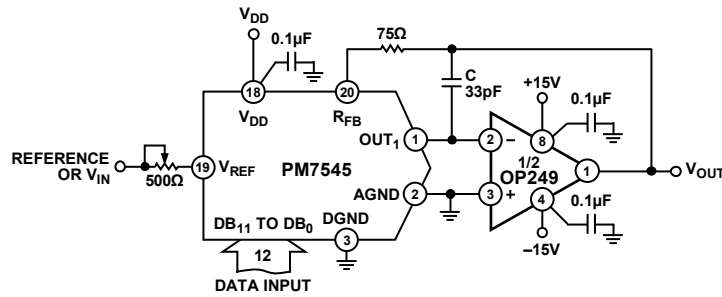 V_DD
0.1µF
75Ω
18
V_DD
20
R_FB
C
33pF
+15V
0.1µF
OUT_1
1
2
–
8
REFERENCE
OR V_IN
500Ω
19
V_REF
PM7545
1/2
OP249
1
V_OUT
AGND
2
3
+
4
0.1µF
–15V
DB_11 TO DB_0
DGND
3
12
DATA INPUT